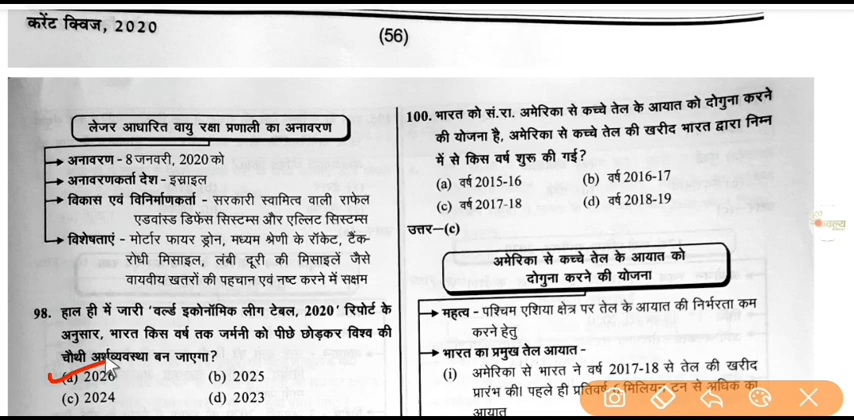 करेंट क्विज, 2020
(56)
लेजर आधारित वायु रक्षा प्रणाली का अनावरण
अनावरण - 8 जनवरी, 2020 को
अनावरणकर्ता देश - इस्राइल
विकास एवं विनिर्माणकर्ता - सरकारी स्वामित्व वाली राफेल
एडवांस्ड डिफेंस सिस्टम्स और एल्लिट सिस्टम्स
विशेषताएं - मोर्टार फायर ड्रोन, मध्यम श्रेणी के रॉकेट, टैंक-
रोधी मिसाइल, लंबी दूरी की मिसाइलें जैसे
वायवीय खतरों की पहचान एवं नष्ट करने में सक्षम
98. हाल ही में जारी 'वर्ल्ड इकोनॉमिक लीग टेबल, 2020' रिपोर्ट के
अनुसार, भारत किस वर्ष तक जर्मनी को पीछे छोड़कर विश्व की
चौथी अर्थव्यवस्था बन जाएगा?
(a) 2026 (b) 2025
(c) 2024 (d) 2023
100. भारत को सं.रा. अमेरिका से कच्चे तेल के आयात को दोगुना करने
की योजना है, अमेरिका से कच्चे तेल की खरीद भारत द्वारा निम्न
में से किस वर्ष शुरू की गई?
(a) वर्ष 2015-16 (b) वर्ष 2016-17
(c) वर्ष 2017-18 (d) वर्ष 2018-19
उत्तर—(c)
अमेरिका से कच्चे तेल के आयात को
दोगुना करने की योजना
महत्व - पश्चिम एशिया क्षेत्र पर तेल के आयात की निर्भरता कम
करने हेतु
भारत का प्रमुख तेल आयात -
(i) अमेरिका से भारत ने वर्ष 2017-18 से तेल की खरीद
प्रारंभ की। पहले ही प्रतिवर्ष मिलियन टन से अधिक का
आयात